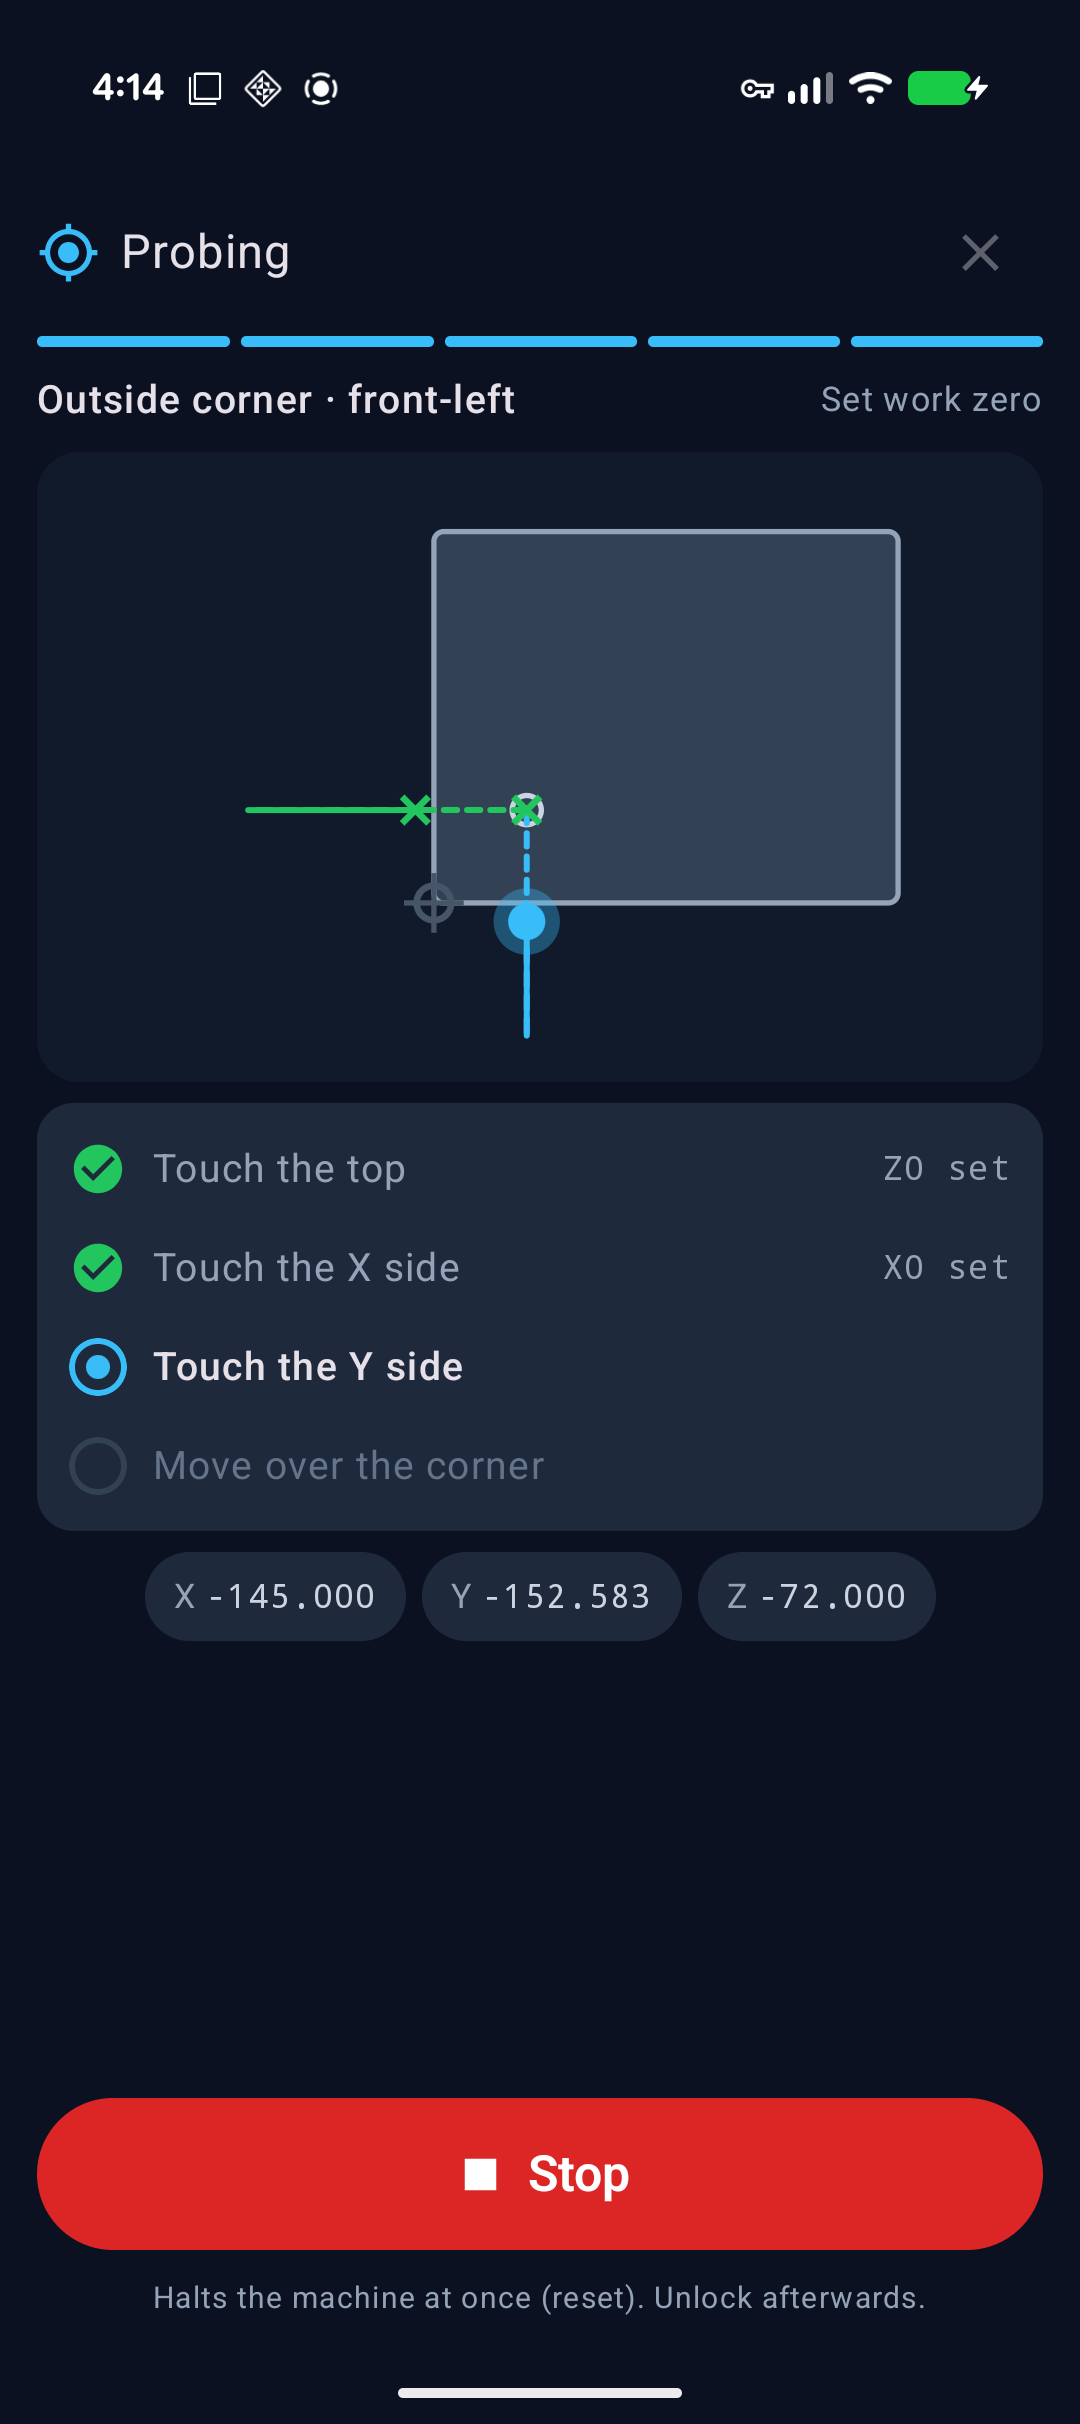 4:14
Probing
Outside corner · front-left
Set work zero
Touch the top
Z0 set
Touch the X side
X0 set
Touch the Y side
Move over the corner
X -145.000
Y -152.583
Z -72.000
Stop
Halts the machine at once (reset). Unlock afterwards.